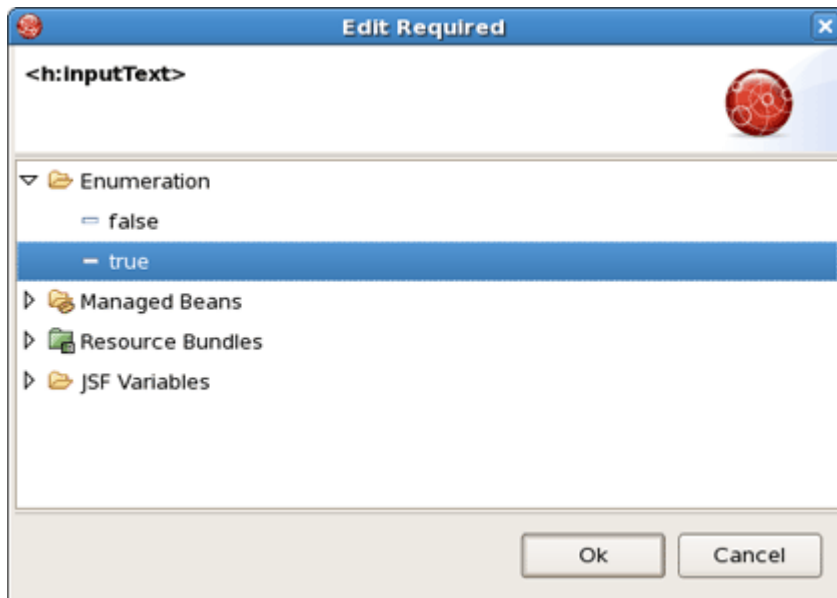 Edit Required
<h:inputText>
Enumeration
false
true
Managed Beans
Resource Bundles
JSF Variables
Ok
Cancel